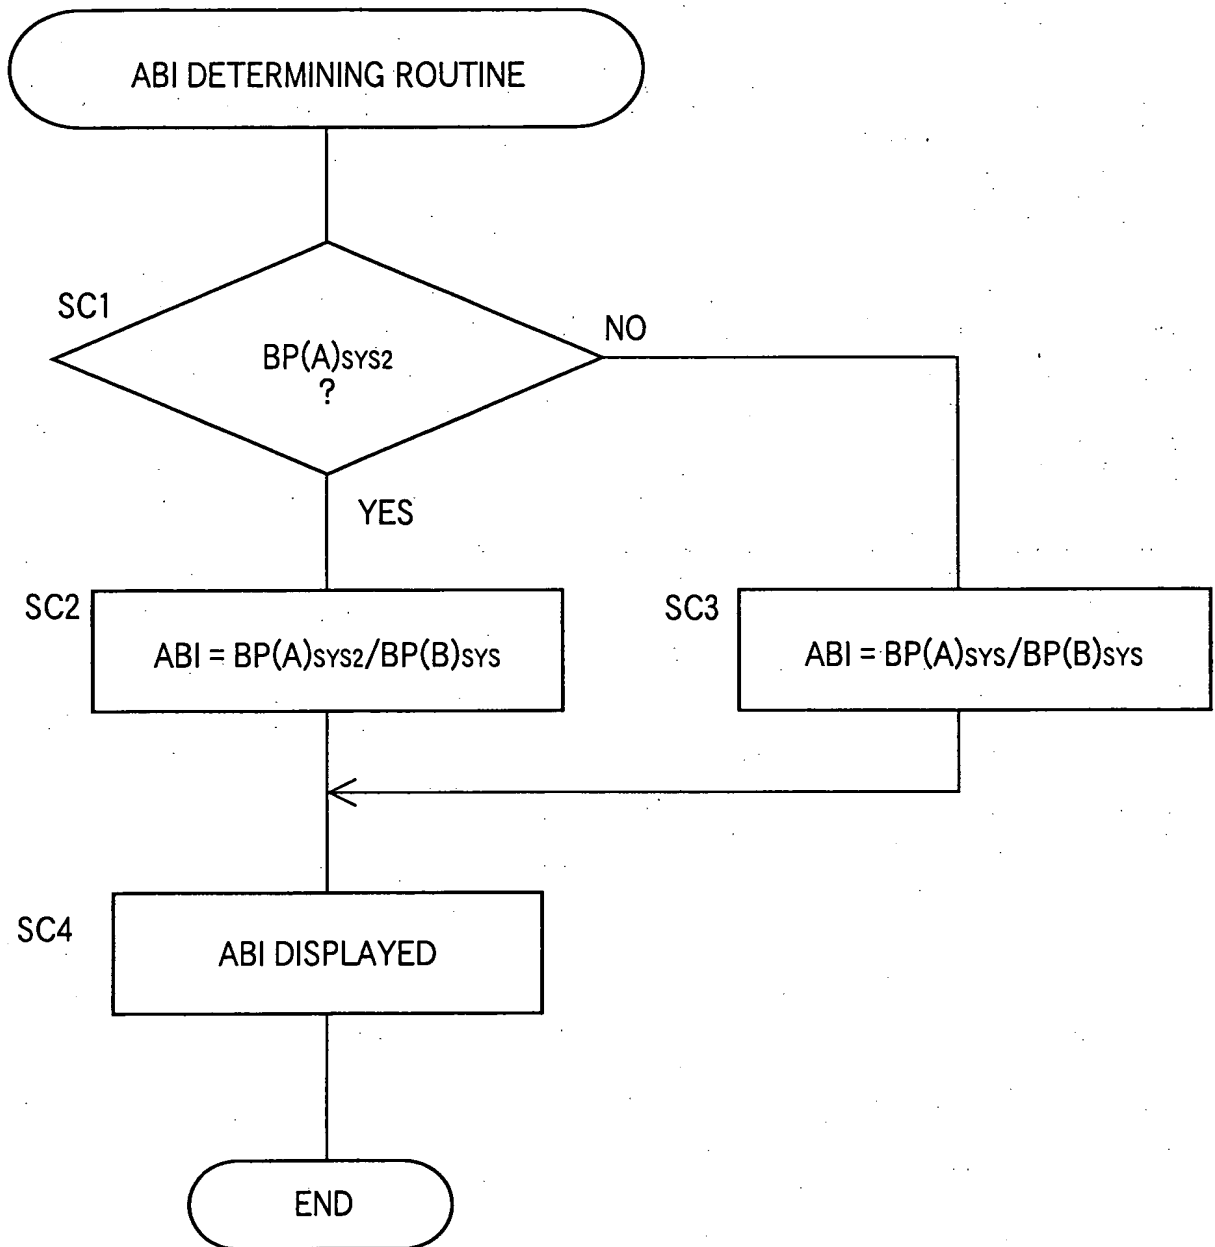 ABI DETERMINING ROUTINE
SC1
BP(A)SYS2
?
NO
YES
SC2
ABI = BP(A)SYS2/BP(B)SYS
SC3
ABI = BP(A)SYS/BP(B)SYS
SC4
ABI DISPLAYED
END